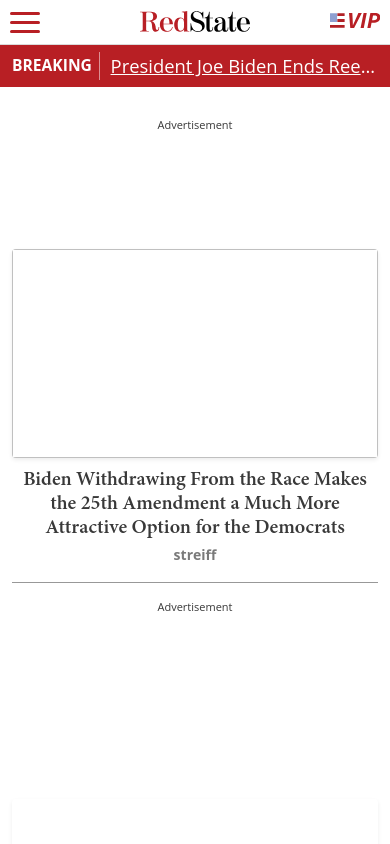 RedState
VIP
BREAKING
President Joe Biden Ends Ree...
Advertisement
Biden Withdrawing From the Race Makes
the 25th Amendment a Much More
Attractive Option for the Democrats
streiff
Advertisement